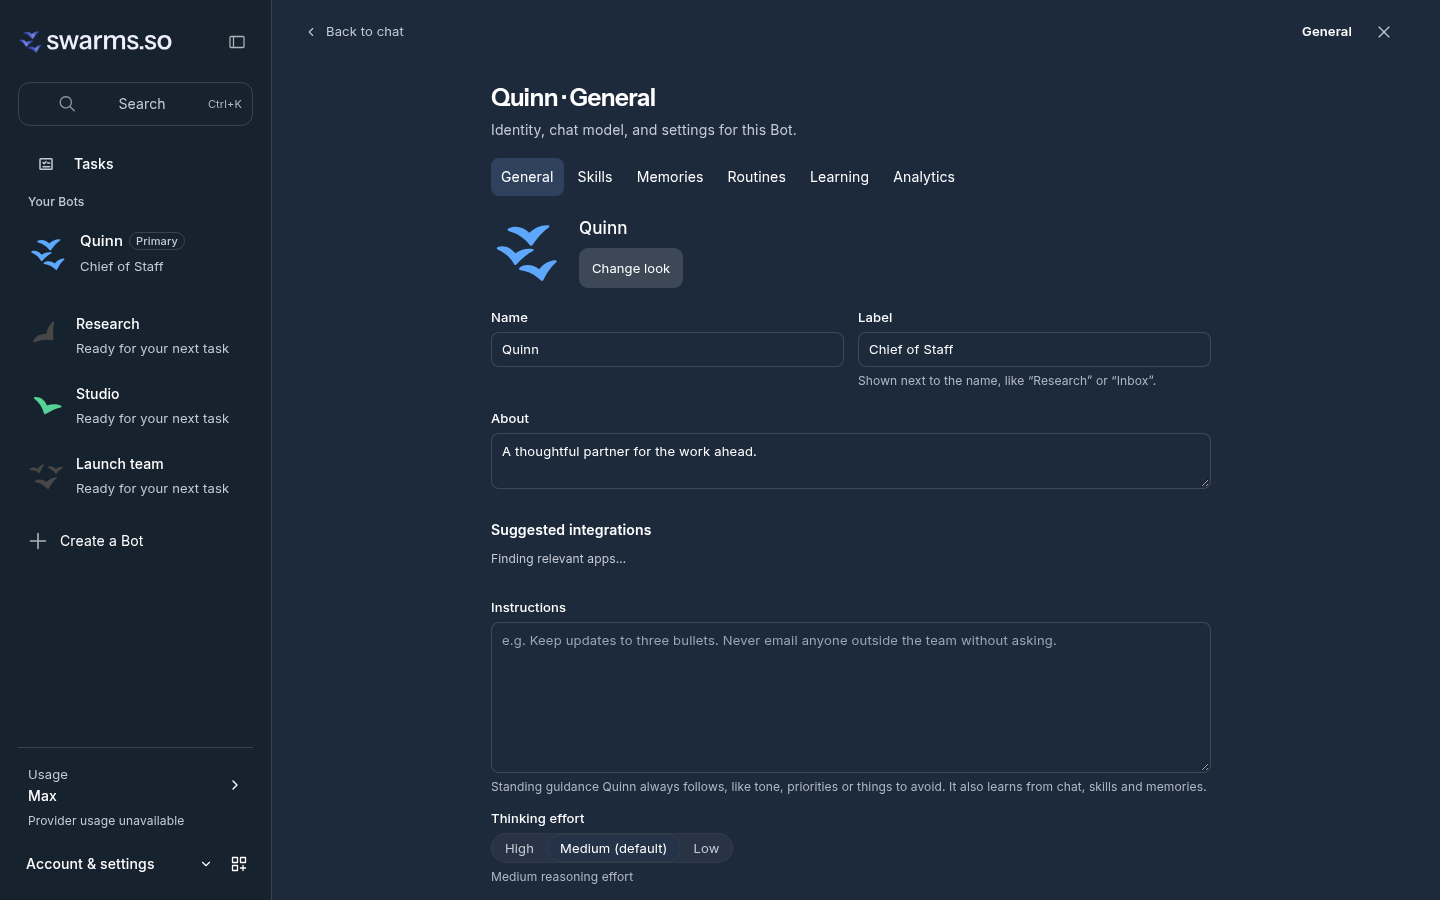 swarms.so
Search Ctrl+K
Tasks
Your Bots
Quinn Primary
Chief of Staff
Research
Ready for your next task
Studio
Ready for your next task
Launch team
Ready for your next task
Create a Bot
Usage
Max
Provider usage unavailable
Account & settings
Back to chat
General
Quinn · General
Identity, chat model, and settings for this Bot.
General Skills Memories Routines Learning Analytics
Quinn
Change look
Name
Quinn
Label
Chief of Staff
Shown next to the name, like “Research” or “Inbox”.
About
A thoughtful partner for the work ahead.
Suggested integrations
Finding relevant apps...
Instructions
e.g. Keep updates to three bullets. Never email anyone outside the team without asking.
Standing guidance Quinn always follows, like tone, priorities or things to avoid. It also learns from chat, skills and memories.
Thinking effort
High Medium (default) Low
Medium reasoning effort